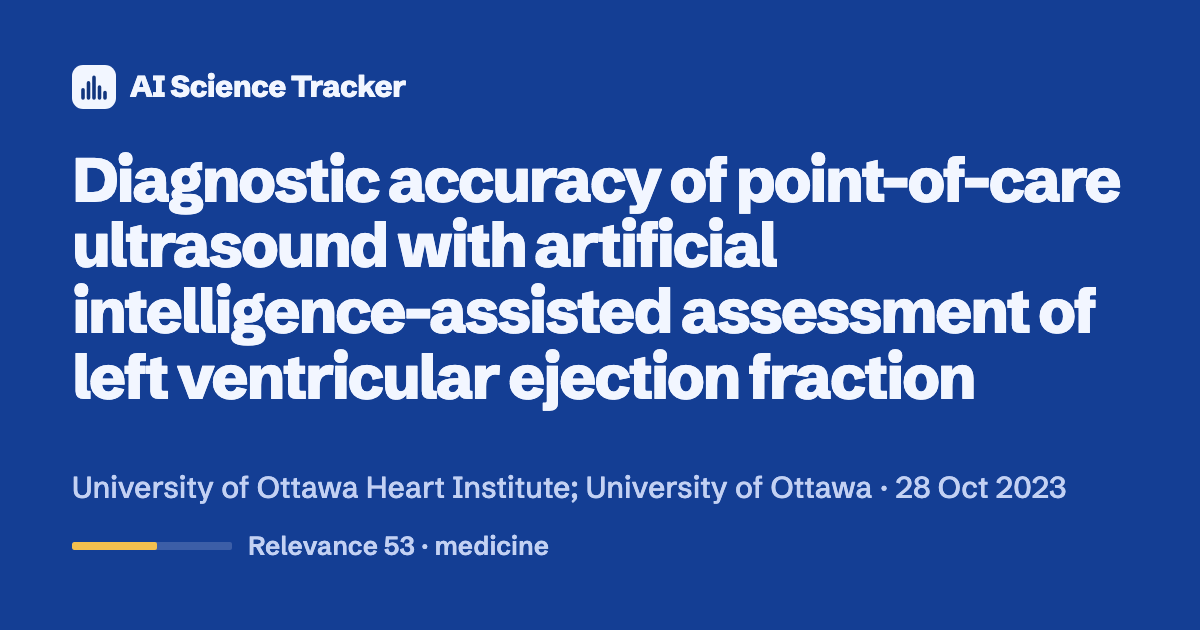 AI Science Tracker
Diagnostic accuracy of point-of-care
ultrasound with artificial
intelligence-assisted assessment of
left ventricular ejection fraction
University of Ottawa Heart Institute; University of Ottawa · 28 Oct 2023
Relevance 53 · medicine